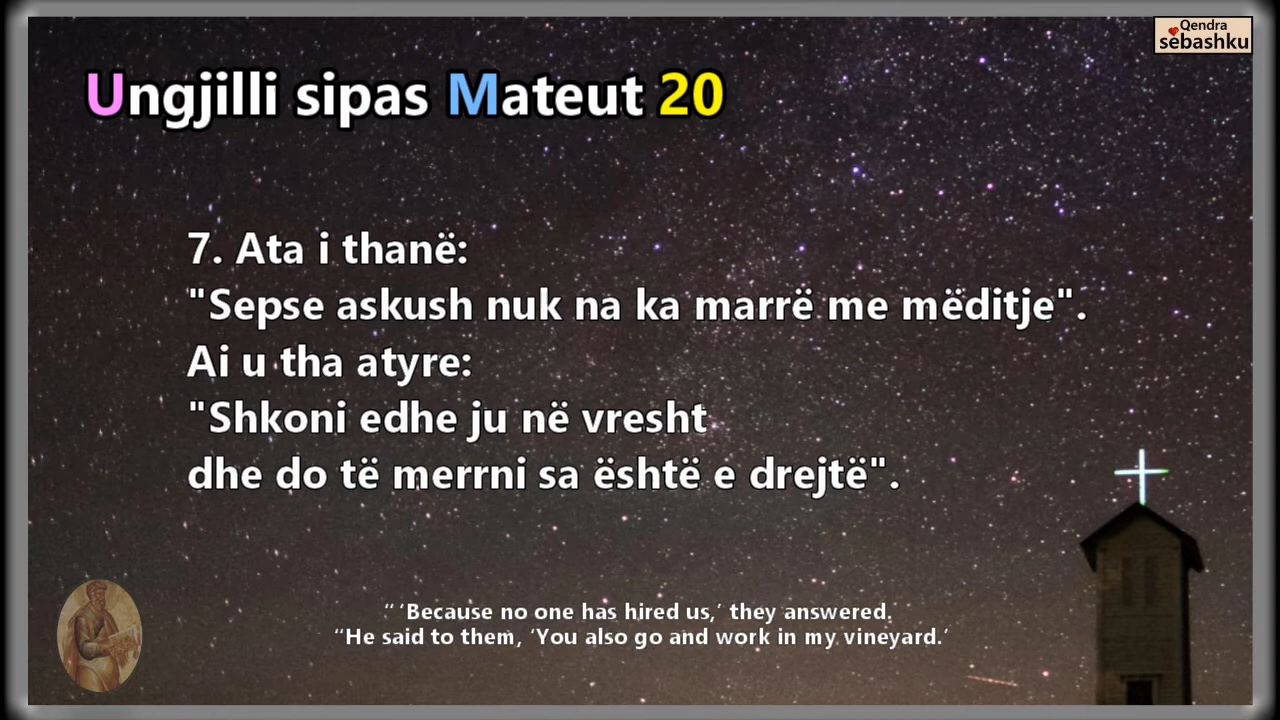 Qendra
sebashku
Ungjilli sipas Mateut 20
7. Ata i thanë:
"Sepse askush nuk na ka marrë me mëditje".
Ai u tha atyre:
"Shkoni edhe ju në vresht
dhe do të merrni sa është e drejtë".
“ ‘Because no one has hired us,’ they answered.
“He said to them, ‘You also go and work in my vineyard.’